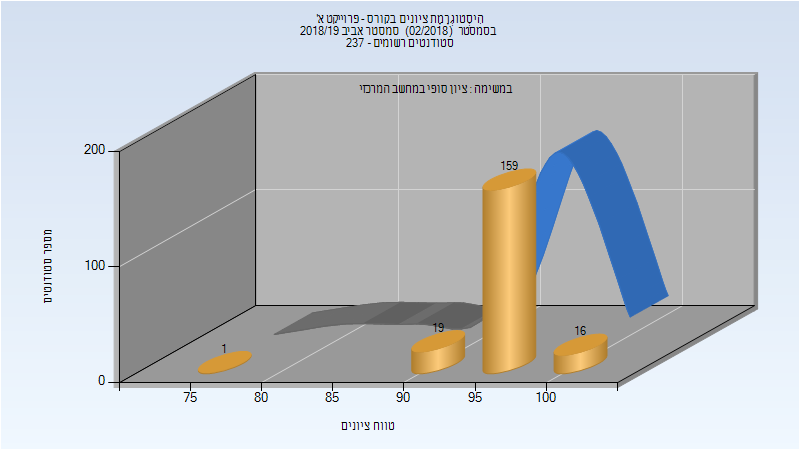 היסטוגרמת ציונים בקורס - פרוייקט א'
בסמסטר (02/2018) סמסטר אביב 2018/19
סטודנטים רשומים - 237
במשימה : ציון סופי במחשב המרכזי
מספר סטודנטים
200
100
0
1
19
159
16
75
80
85
90
95
100
טווח ציונים